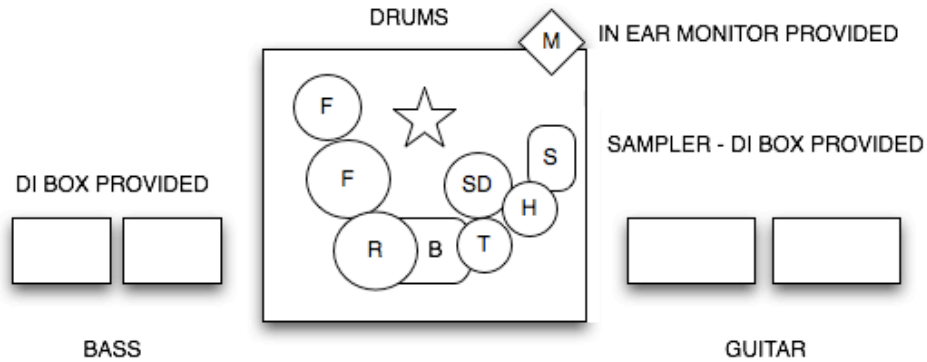 DRUMS
M
IN EAR MONITOR PROVIDED
F
S
SAMPLER - DI BOX PROVIDED
F
SD
DI BOX PROVIDED
H
R
B
T
BASS
GUITAR